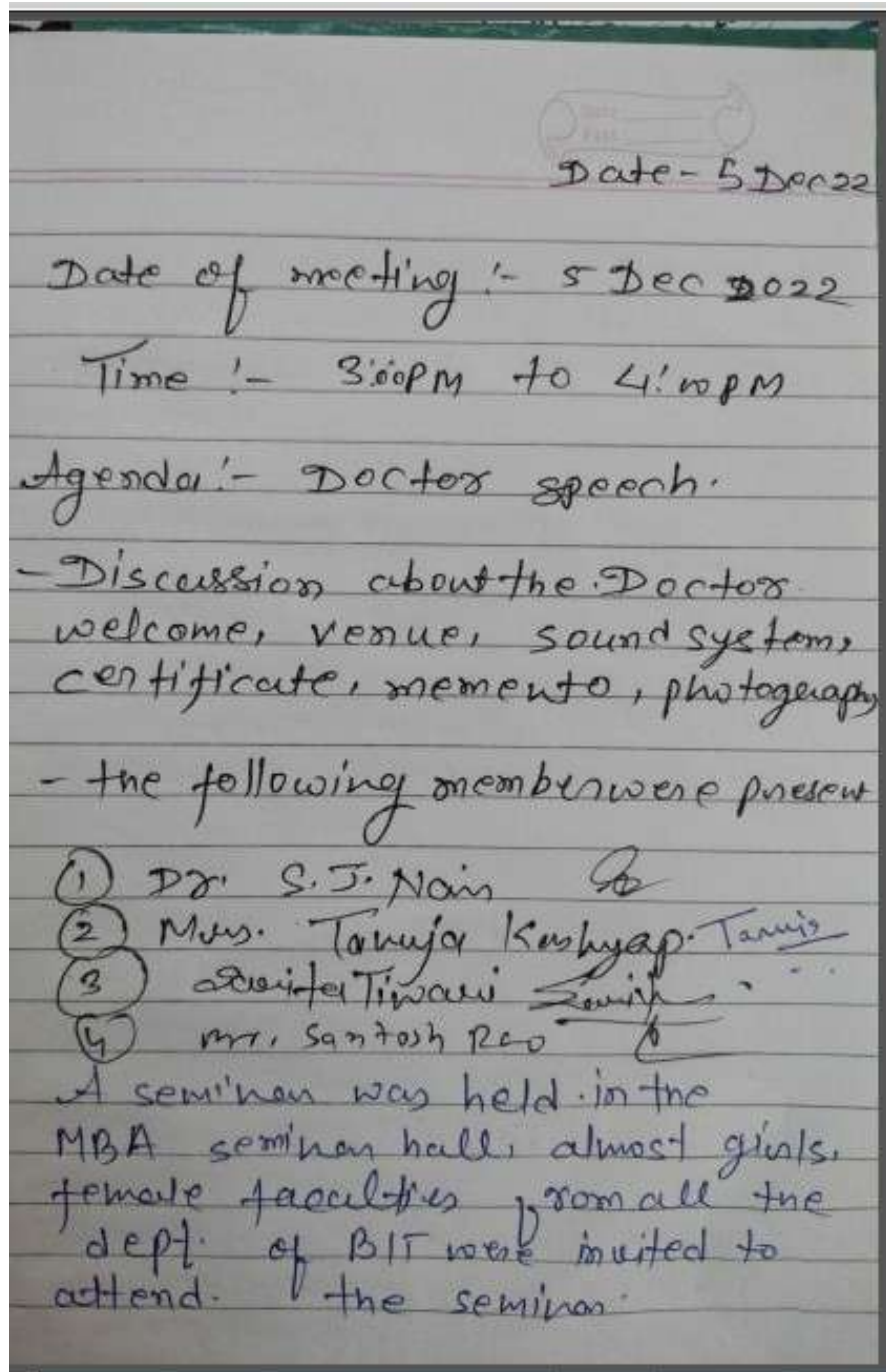 Date - 5 Dec 22
Date of meeting :- 5 Dec 2022
Time :- 3:00PM to 4:00PM
Agenda :- Doctor speech.
- Discussion about the Doctor
welcome, venue, sound system,
certificate, memento, photography
- the following member were present
① Dr. S. J. Nair
② Mrs. Tanuja Kashyap. Tanuja
③ Tiwari
④ Mr. Santosh Rao
A seminar was held in the
MBA seminar hall, almost girls,
female faculties from all the
dept. of BIT were invited to
attend. the seminar.